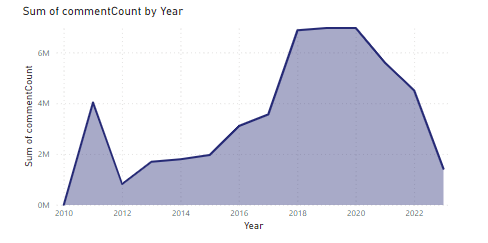 Sum of commentCount by Year
6M
4M
2M
0M
Sum of commentCount
2010 2012 2014 2016 2018 2020 2022
Year